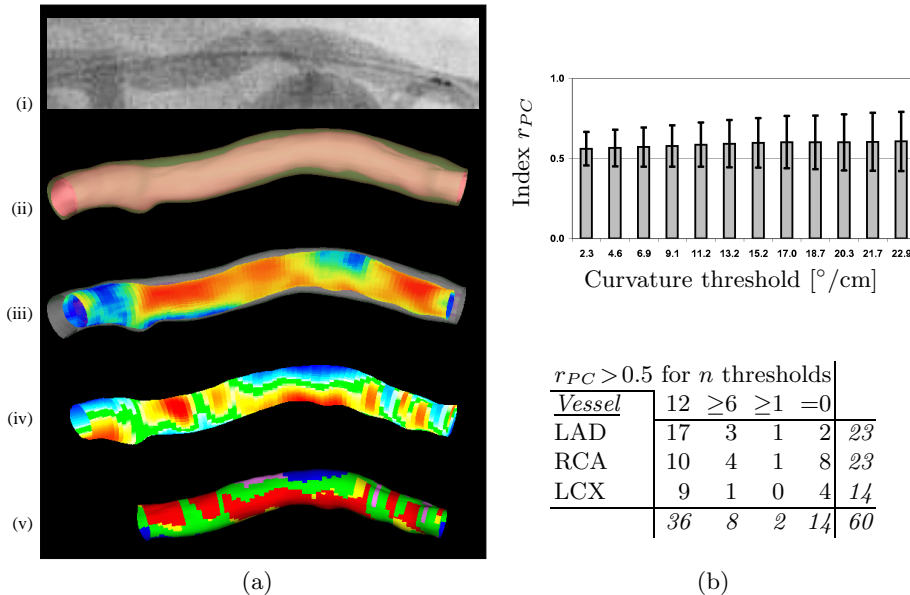 (i)
(ii)
(iii)
(iv)
(v)
(a)
1.0
0.5
0.0
Index r_PC
2.3 4.6 6.9 9.1 11.2 13.2 15.2 17.0 18.7 20.3 21.7 22.9
Curvature threshold [°/cm]
r_PC > 0.5 for n thresholds
Vessel 12 ≥6 ≥1 =0
LAD 17 3 1 2 23
RCA 10 4 1 8 23
LCX 9 1 0 4 14
36 8 2 14 60
(b)